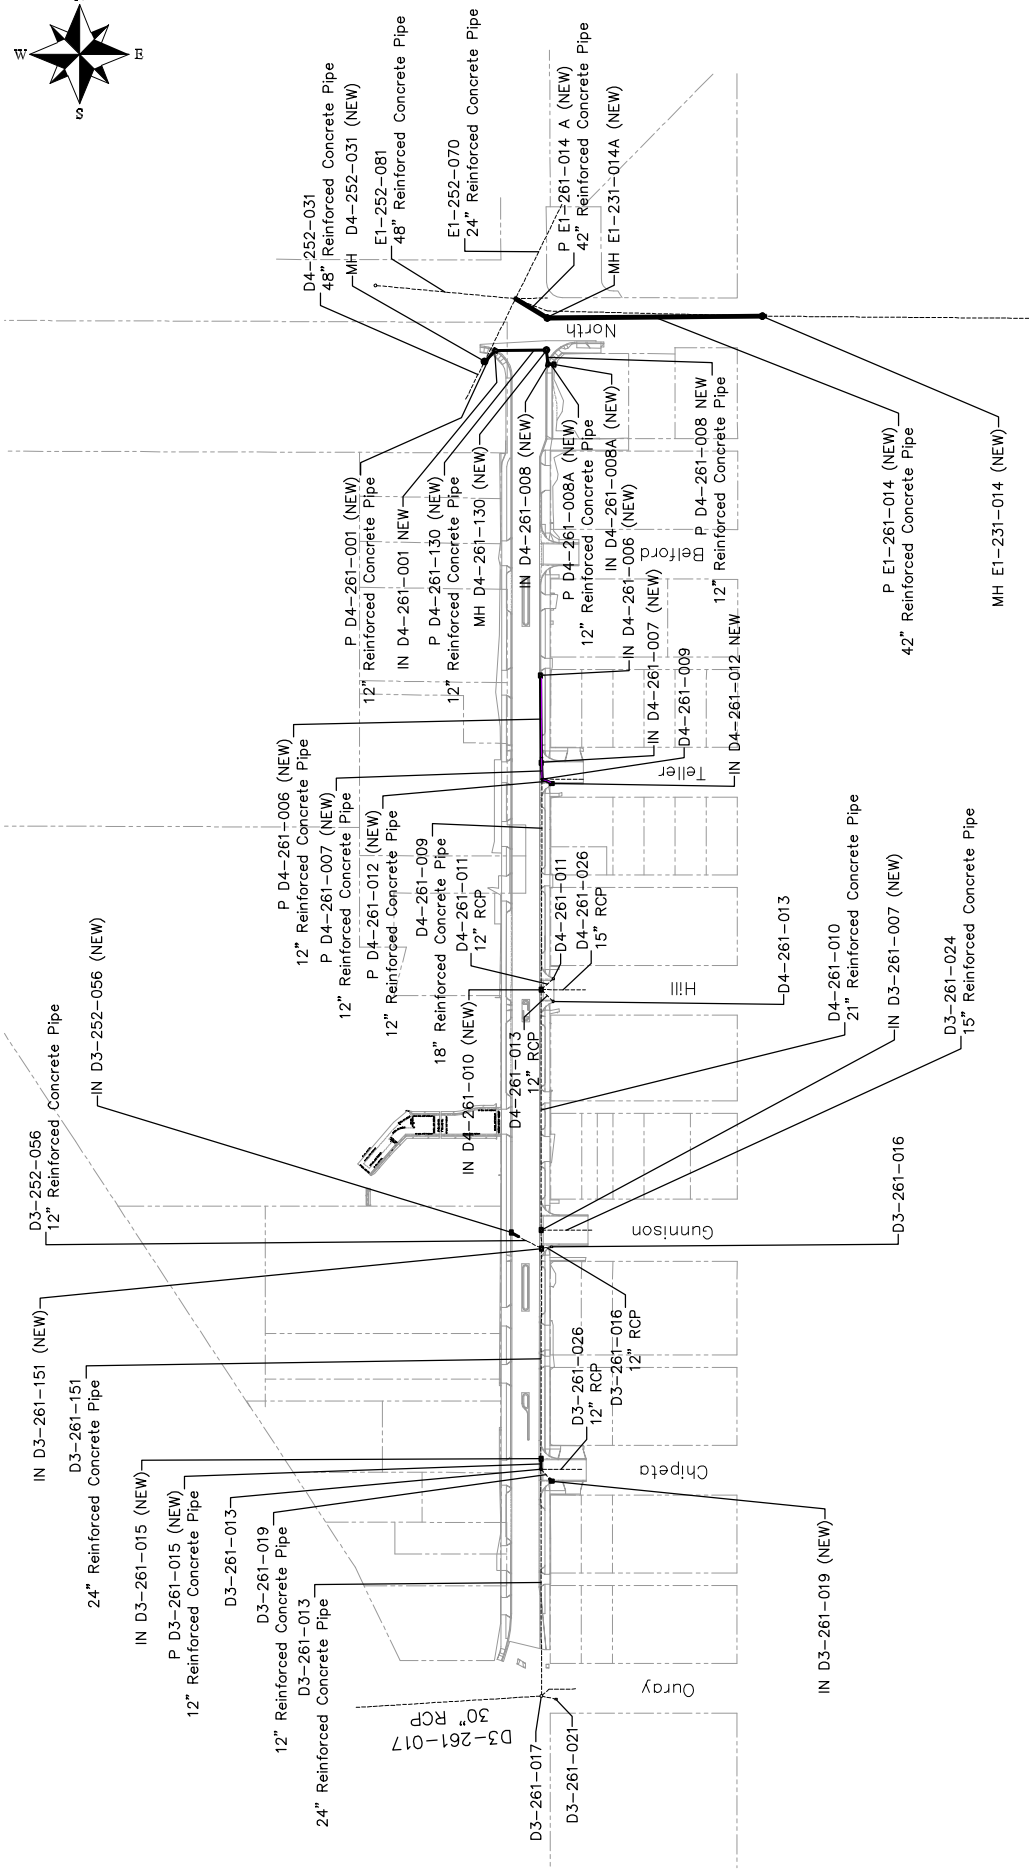 W
E
S
D4-252-031
48" Reinforced Concrete Pipe
MH D4-252-031 (NEW)
E1-252-081
48" Reinforced Concrete Pipe
E1-252-070
24" Reinforced Concrete Pipe
P E1-261-014 A (NEW)
42" Reinforced Concrete Pipe
MH E1-231-014A (NEW)
North
P D4-261-001 (NEW)
12" Reinforced Concrete Pipe
IN D4-261-001 NEW
P D4-261-130 (NEW)
12" Reinforced Concrete Pipe
MH D4-261-130 (NEW)
IN D4-261-008 (NEW)
P D4-261-008A (NEW)
12" Reinforced Concrete Pipe
IN D4-261-008A (NEW)
IN D4-261-006 (NEW)
IN D4-261-007 (NEW)
D4-261-009
P D4-261-008 NEW
12" Reinforced Concrete Pipe
IN D4-261-012 NEW
Belford
P E1-261-014 (NEW)
42" Reinforced Concrete Pipe
MH E1-231-014 (NEW)
Teller
P D4-261-006 (NEW)
12" Reinforced Concrete Pipe
P D4-261-007 (NEW)
12" Reinforced Concrete Pipe
P D4-261-012 (NEW)
12" Reinforced Concrete Pipe
D4-261-009
18" Reinforced Concrete Pipe
D4-261-011
12" RCP
IN D4-261-010 (NEW)
D4-261-013
12" RCP
D4-261-011
D4-261-026
15" RCP
Hill
D4-261-013
D4-261-010
21" Reinforced Concrete Pipe
IN D3-261-007 (NEW)
D3-261-024
15" Reinforced Concrete Pipe
D3-252-056
12" Reinforced Concrete Pipe
IN D3-252-056 (NEW)
Gunnison
D3-261-016
IN D3-261-151 (NEW)
D3-261-151
24" Reinforced Concrete Pipe
D3-261-026
12" RCP
D3-261-016
12" RCP
Chipeta
IN D3-261-015 (NEW)
P D3-261-015 (NEW)
12" Reinforced Concrete Pipe
D3-261-013
D3-261-019
12" Reinforced Concrete Pipe
D3-261-013
24" Reinforced Concrete Pipe
IN D3-261-019 (NEW)
Ouray
D3-261-017
30" RCP
D3-261-017
D3-261-021